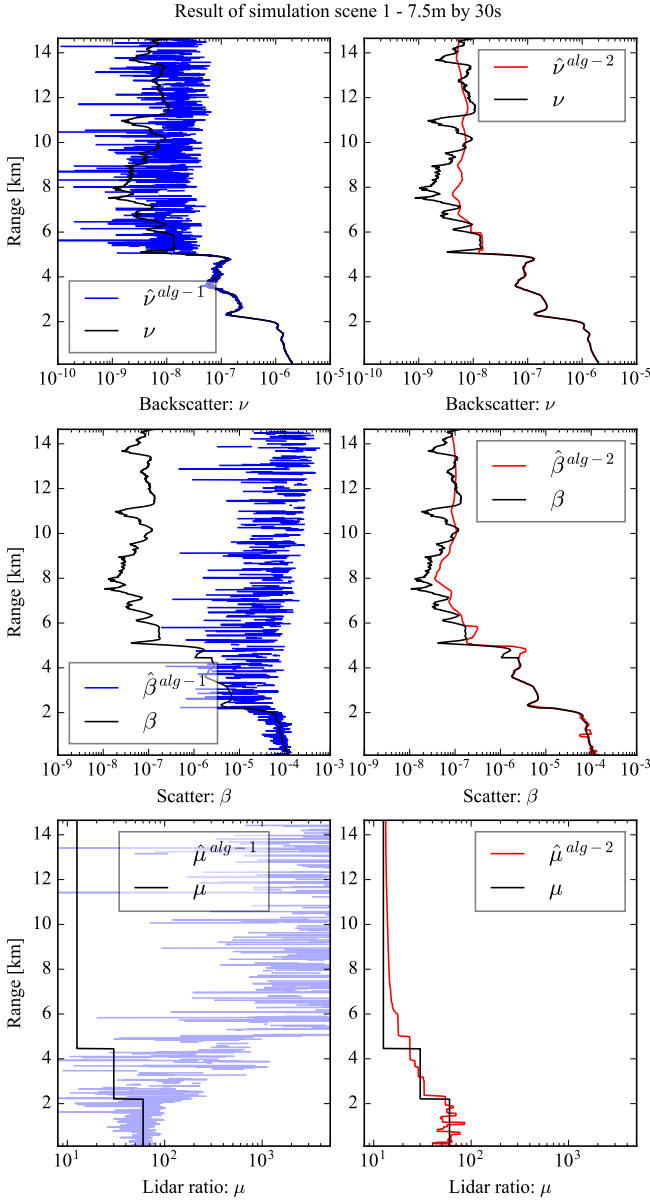 Result of simulation scene 1 - 7.5m by 30s
Range [km]
14
12
10
8
6
4
2
ν̂^alg−1
ν
10^-10 10^-9 10^-8 10^-7 10^-6 10^-5
Backscatter: ν
ν̂^alg−2
ν
10^-9 10^-8 10^-7 10^-6 10^-5
Backscatter: ν
Range [km]
14
12
10
8
6
4
2
β̂^alg−1
β
10^-9 10^-8 10^-7 10^-6 10^-5 10^-4 10^-3
Scatter: β
β̂^alg−2
β
10^-9 10^-8 10^-7 10^-6 10^-5 10^-4 10^-3
Scatter: β
Range [km]
14
12
10
8
6
4
2
μ̂^alg−1
μ
10^1 10^2 10^3
Lidar ratio: μ
μ̂^alg−2
μ
10^1 10^2 10^3
Lidar ratio: μ